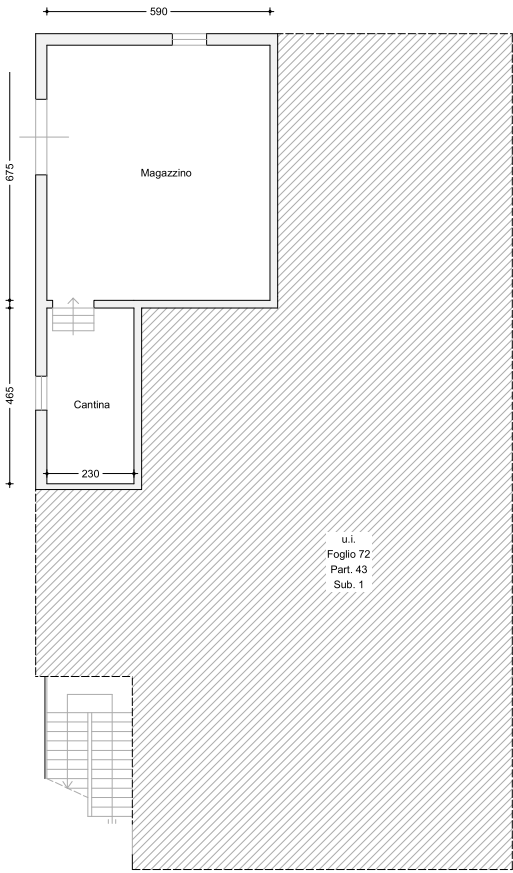 590
675
Magazzino
465
Cantina
230
u.i.
Foglio 72
Part. 43
Sub. 1